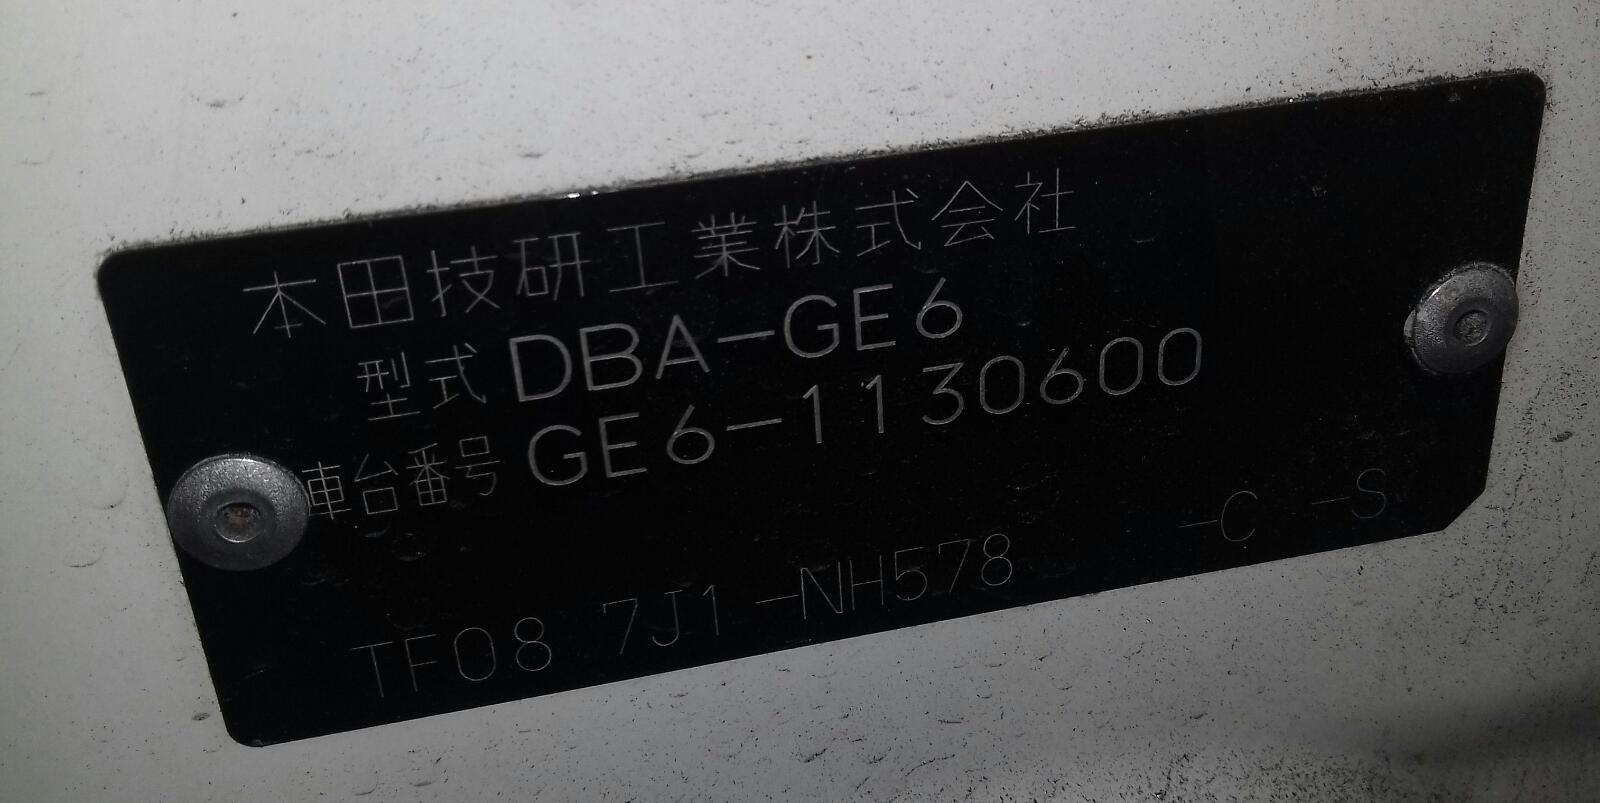 本田技研工業株式会社
型式 DBA-GE6
車台番号 GE6-1130600
TF08 7J1-NH578 -C -S